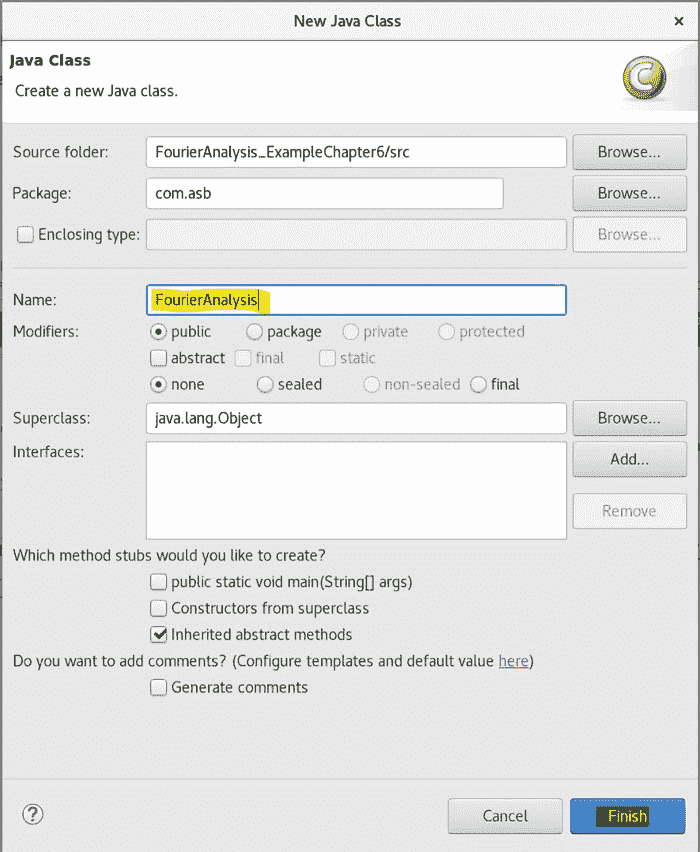 New Java Class
×
Java Class
Create a new Java class.
C
Source folder: FourierAnalysis_ExampleChapter6/src Browse...
Package: com.asb Browse...
Enclosing type: Browse...
Name: FourierAnalysis
Modifiers: public package private protected
abstract final static
none sealed non-sealed final
Superclass: java.lang.Object Browse...
Interfaces: Add...
Remove
Which method stubs would you like to create?
public static void main(String[] args)
Constructors from superclass
Inherited abstract methods
Do you want to add comments? (Configure templates and default value here)
Generate comments
? Cancel Finish